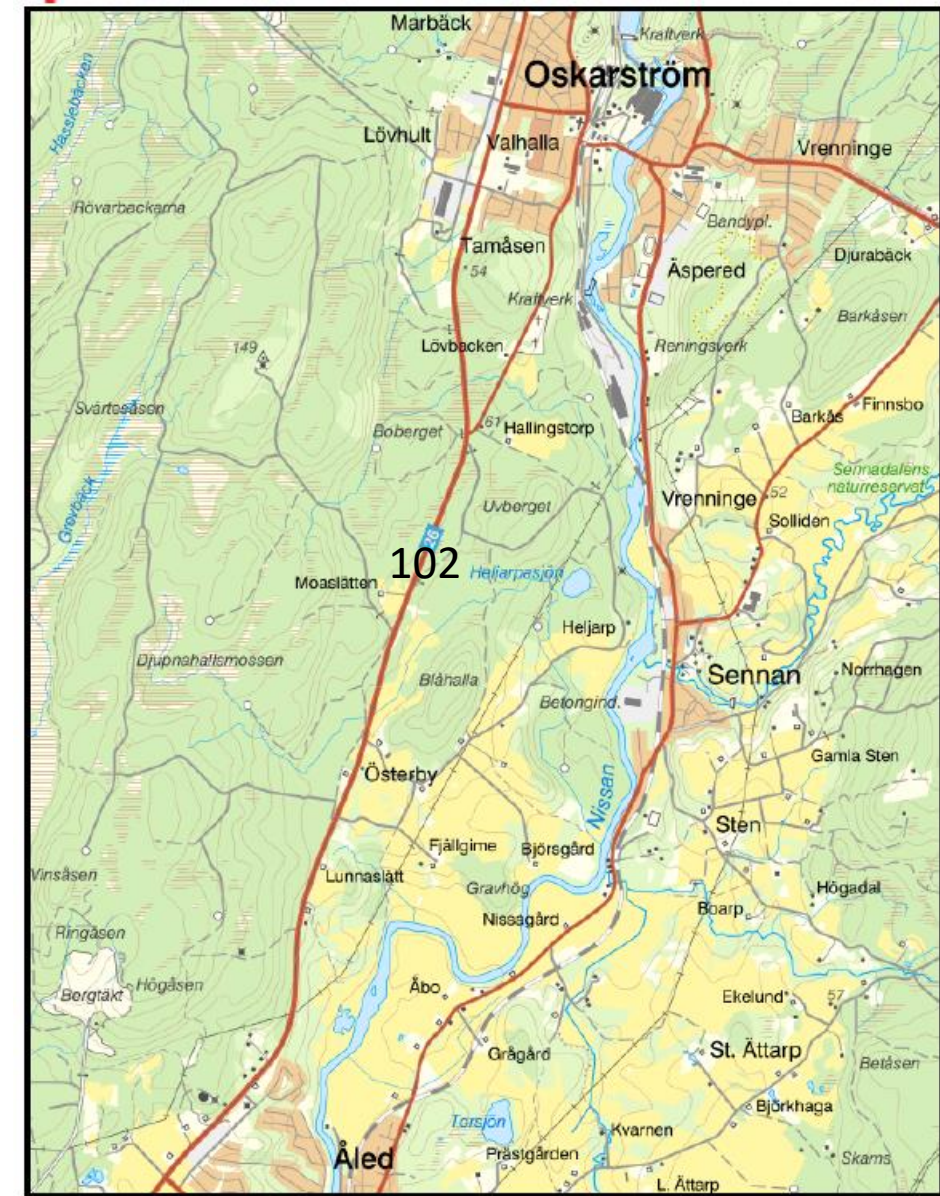 Marbäck
Kraftverk
Oskarström
Hasslebäcken
Lövhult
Valhalla
Vrenninge
Rövarbackarna
Bandypl.
Tamåsen
54
Äspered
Djurabäck
Kraftverk
Barkåsen
Lövbacken
Reningsverk
149
Finnsbo
Svartesåsen
Barkås
Boberget
61
Hallingstorp
Sennadalens
naturreservat
Uvberget
Vrenninge
52
Solliden
Grovbäck
26
102
Moaslätten
Heljarpasjön
Heljarp
Djupnahallsmossen
Blåhalla
Sennan
Norrhagen
Betongind.
Gamla Sten
Österby
Nissan
Sten
Fjällgime
Björsgård
Vinsåsen
Lunnaslätt
Gravhög
Högadal
Boarp
Nissagård
Ringåsen
Högåsen
Bergtäkt
Åbo
Ekelund
57
Grågård
St. Ättarp
Betåsen
Björkhaga
Torsjön
Kvarnen
Åled
Prästgården
Skams
L. Ättarp